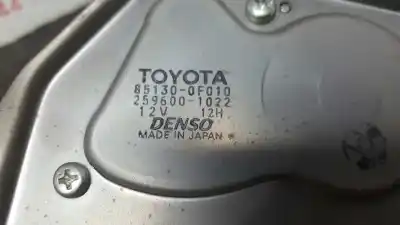 TOYOTA
85130-0F010
259600-1022
12V 12H
DENSO
MADE IN JAPAN